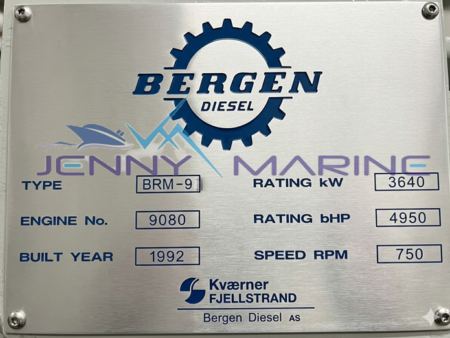 BERGEN
DIESEL
JENNY MARINE
TYPE BRM-9 RATING kW 3640
ENGINE No. 9080 RATING bHP 4950
BUILT YEAR 1992 SPEED RPM 750
Kværner
FJELLSTRAND
Bergen Diesel AS